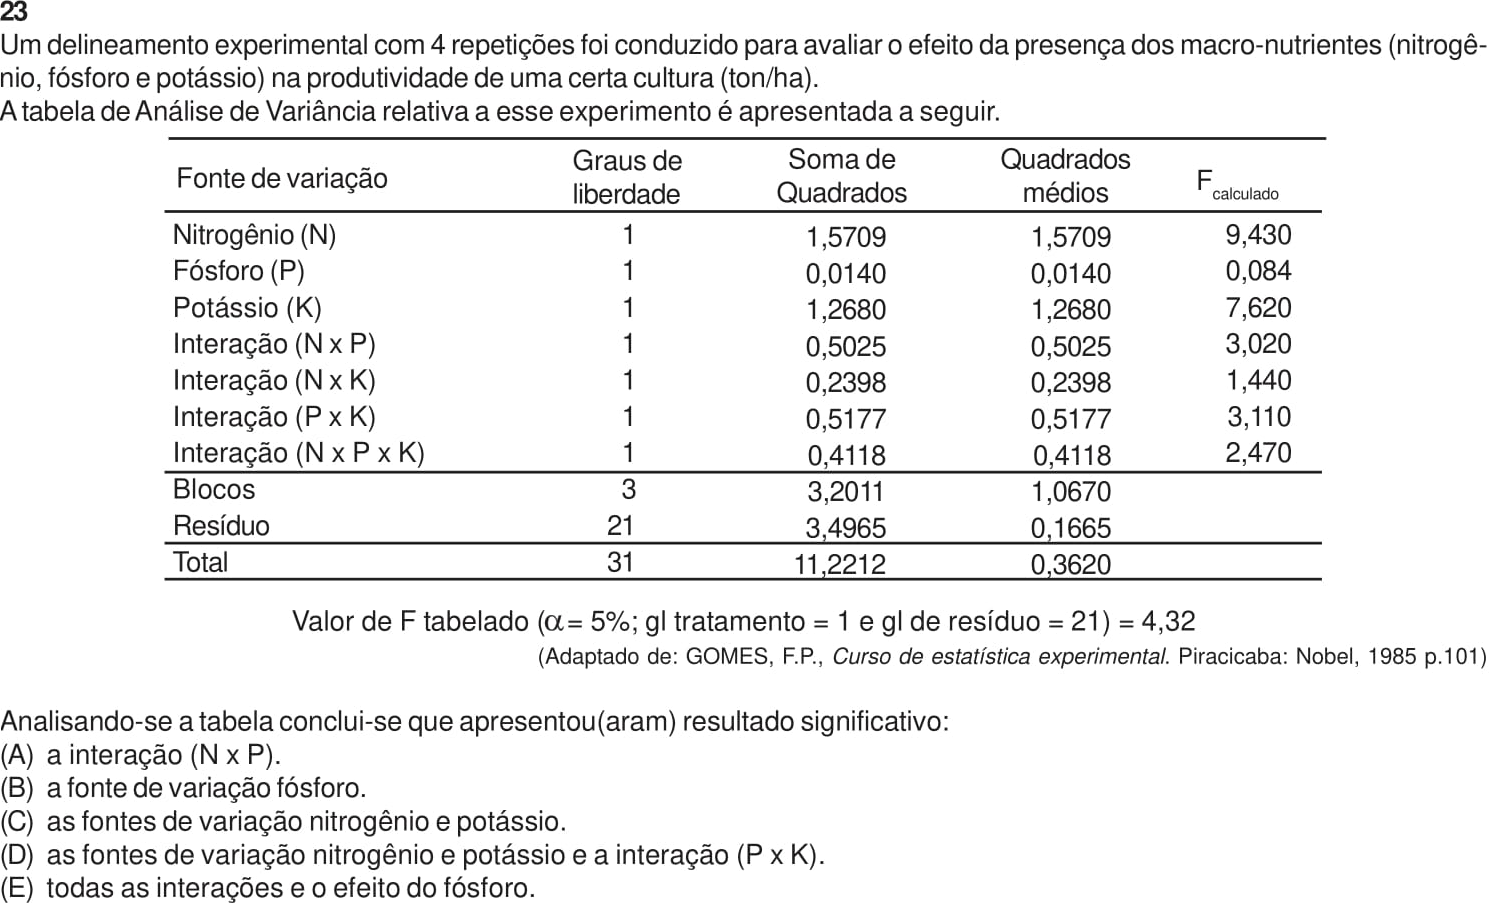 23
Um delineamento experimental com 4 repetições foi conduzido para avaliar o efeito da presença dos macro-nutrientes (nitrogê-
nio, fósforo e potássio) na produtividade de uma certa cultura (ton/ha).
A tabela de Análise de Variância relativa a esse experimento é apresentada a seguir.
Fonte de variação Graus de liberdade Soma de Quadrados Quadrados médios F calculado
Nitrogênio (N) 1 1,5709 1,5709 9,430
Fósforo (P) 1 0,0140 0,0140 0,084
Potássio (K) 1 1,2680 1,2680 7,620
Interação (N x P) 1 0,5025 0,5025 3,020
Interação (N x K) 1 0,2398 0,2398 1,440
Interação (P x K) 1 0,5177 0,5177 3,110
Interação (N x P x K) 1 0,4118 0,4118 2,470
Blocos 3 3,2011 1,0670
Resíduo 21 3,4965 0,1665
Total 31 11,2212 0,3620
Valor de F tabelado (α = 5%; gl tratamento = 1 e gl de resíduo = 21) = 4,32
(Adaptado de: GOMES, F.P., Curso de estatística experimental. Piracicaba: Nobel, 1985 p.101)
Analisando-se a tabela conclui-se que apresentou(aram) resultado significativo:
(A) a interação (N x P).
(B) a fonte de variação fósforo.
(C) as fontes de variação nitrogênio e potássio.
(D) as fontes de variação nitrogênio e potássio e a interação (P x K).
(E) todas as interações e o efeito do fósforo.